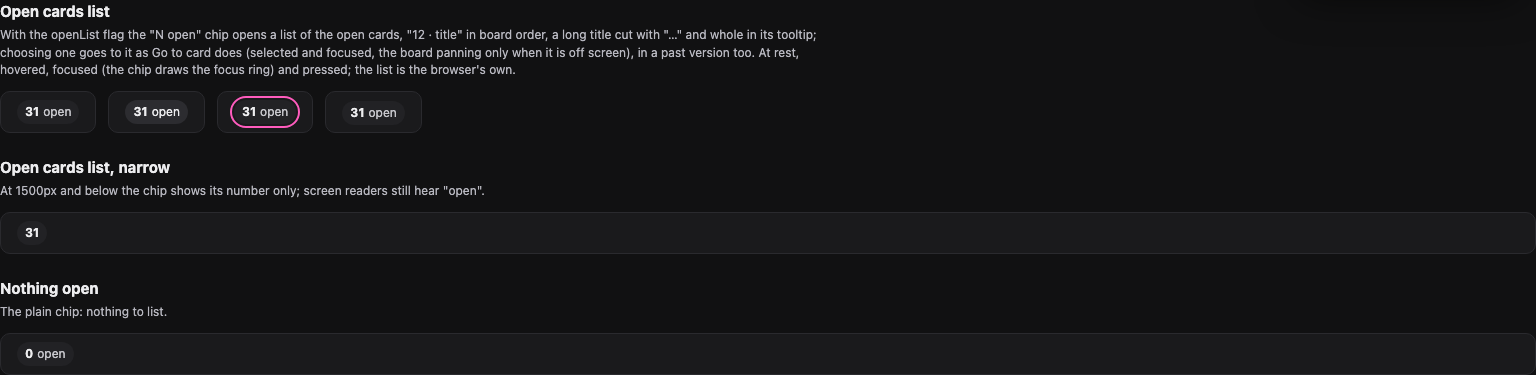 Open cards list
With the openList flag the "N open" chip opens a list of the open cards, "12 · title" in board order, a long title cut with "…" and whole in its tooltip;
choosing one goes to it as Go to card does (selected and focused, the board panning only when it is off screen), in a past version too. At rest,
hovered, focused (the chip draws the focus ring) and pressed; the list is the browser's own.
31 open 31 open 31 open 31 open
Open cards list, narrow
At 1500px and below the chip shows its number only; screen readers still hear "open".
31
Nothing open
The plain chip: nothing to list.
0 open